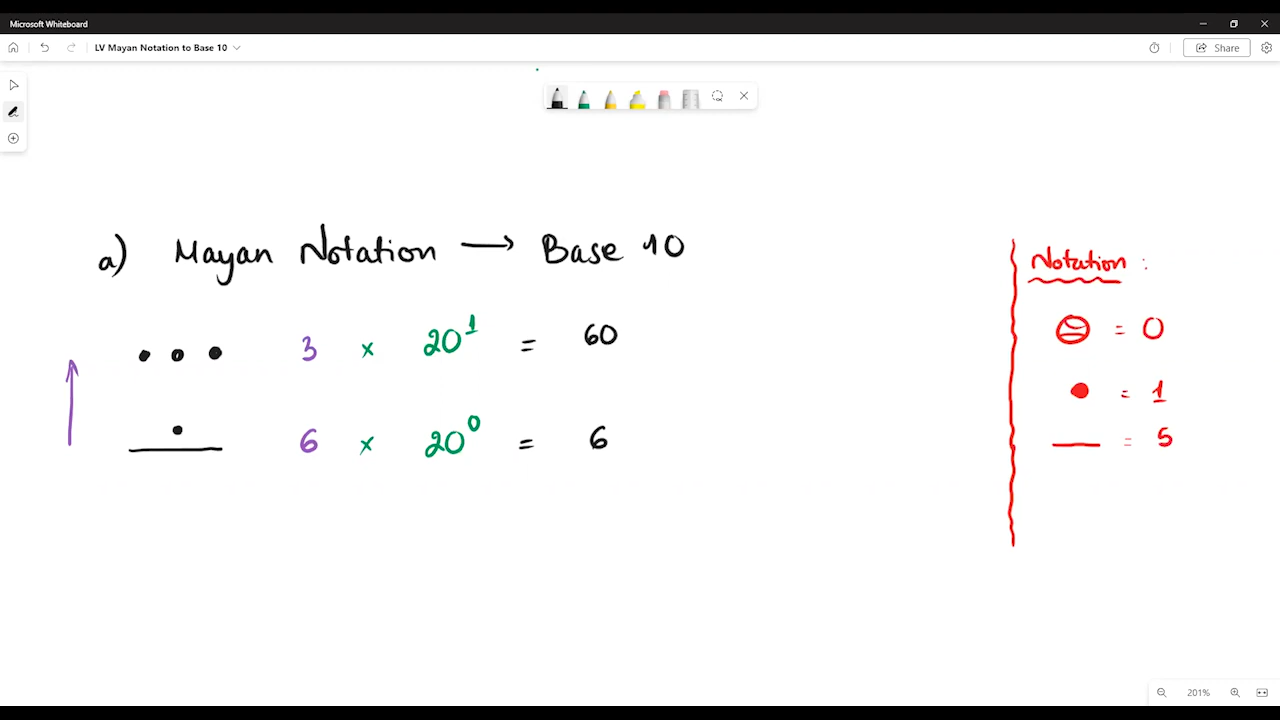 Microsoft Whiteboard
LV Mayan Notation to Base 10
Share
a) Mayan Notation → Base 10
3 × 20¹ = 60
6 × 20⁰ = 6
Notation :
= 0
= 1
= 5
201%